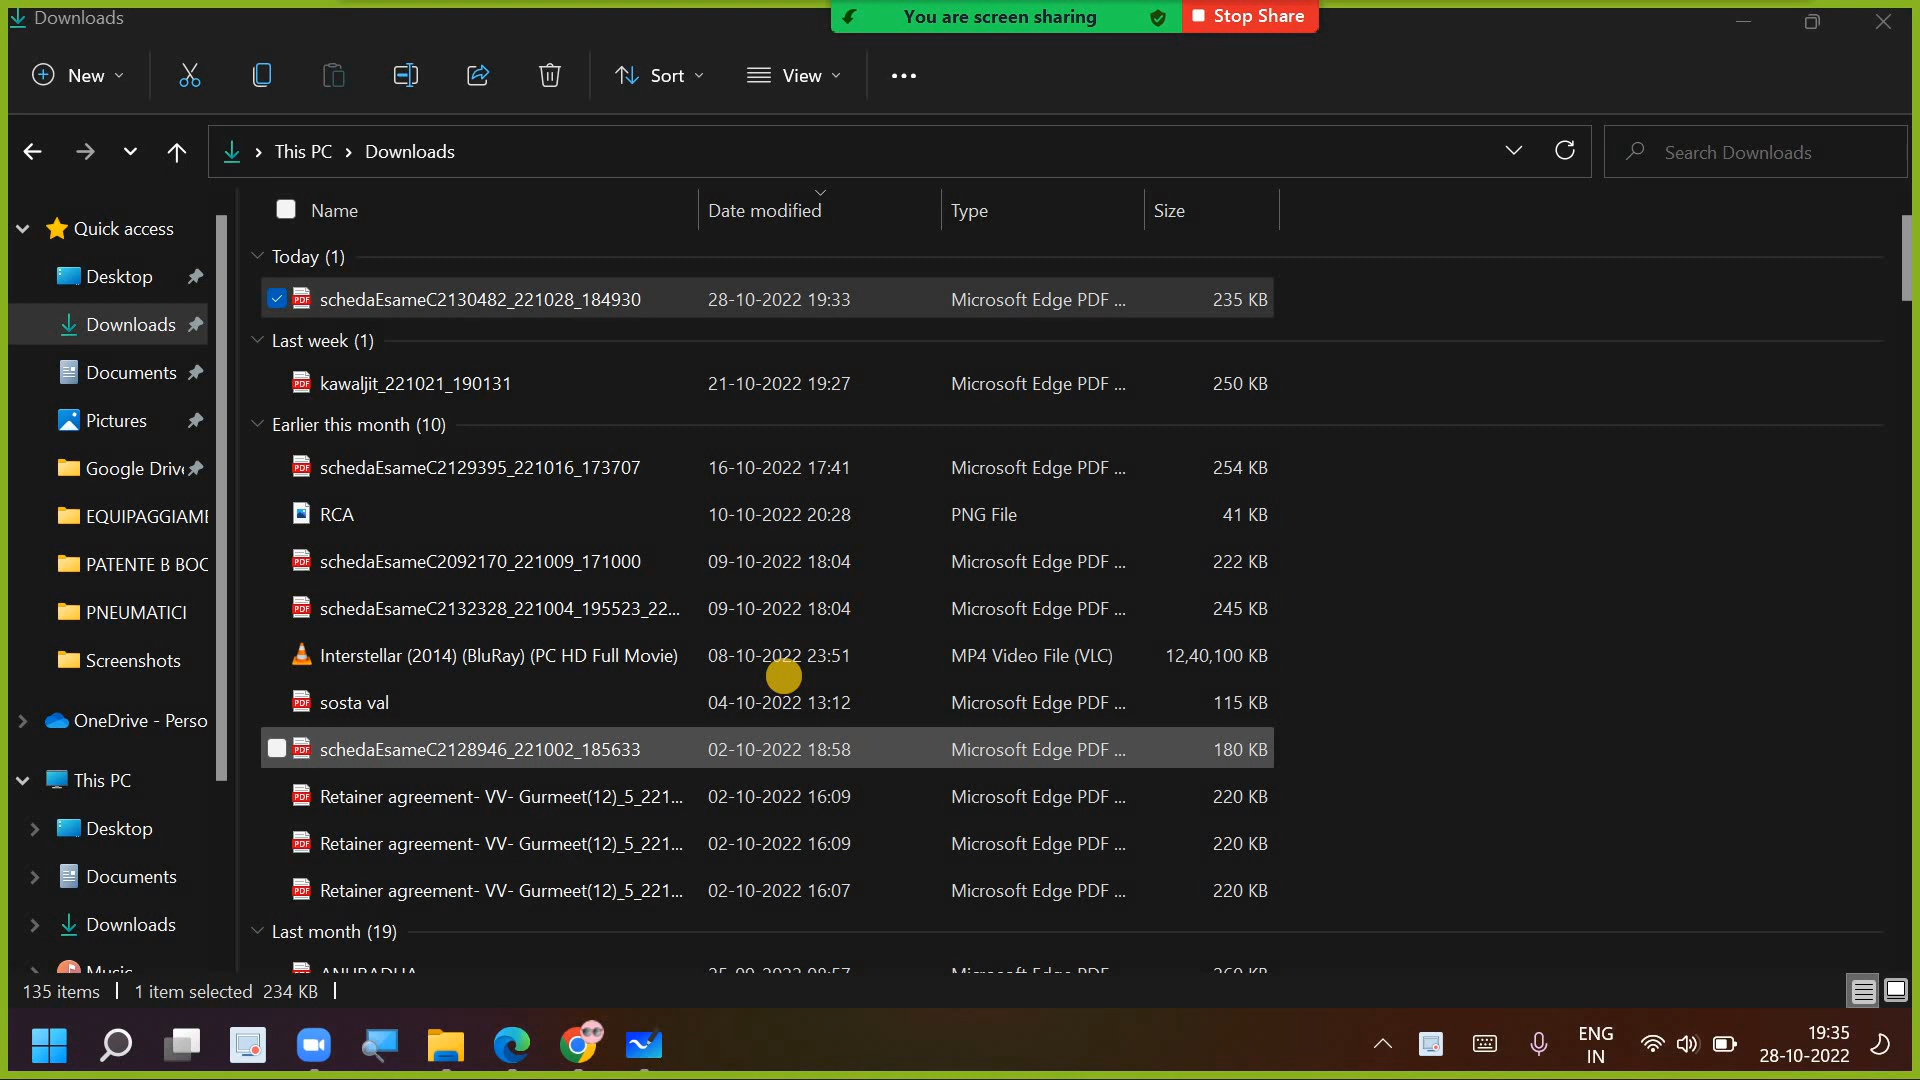 Downloads
You are screen sharing
Stop Share
New
Sort
View
This PC
Downloads
Search Downloads
Name
Date modified
Type
Size
Quick access
Desktop
Downloads
Documents
Pictures
Google Drive
EQUIPAGGIAME
PATENTE B BOC
PNEUMATICI
Screenshots
OneDrive - Perso
This PC
Desktop
Documents
Downloads
Music
Today (1)
schedaEsameC2130482_221028_184930 28-10-2022 19:33 Microsoft Edge PDF ... 235 KB
Last week (1)
kawaljit_221021_190131 21-10-2022 19:27 Microsoft Edge PDF ... 250 KB
Earlier this month (10)
schedaEsameC2129395_221016_173707 16-10-2022 17:41 Microsoft Edge PDF ... 254 KB
RCA 10-10-2022 20:28 PNG File 41 KB
schedaEsameC2092170_221009_171000 09-10-2022 18:04 Microsoft Edge PDF ... 222 KB
schedaEsameC2132328_221004_195523_22... 09-10-2022 18:04 Microsoft Edge PDF ... 245 KB
Interstellar (2014) (BluRay) (PC HD Full Movie) 08-10-2022 23:51 MP4 Video File (VLC) 12,40,100 KB
sosta val 04-10-2022 13:12 Microsoft Edge PDF ... 115 KB
schedaEsameC2128946_221002_185633 02-10-2022 18:58 Microsoft Edge PDF ... 180 KB
Retainer agreement- VV- Gurmeet(12)_5_221... 02-10-2022 16:09 Microsoft Edge PDF ... 220 KB
Retainer agreement- VV- Gurmeet(12)_5_221... 02-10-2022 16:09 Microsoft Edge PDF ... 220 KB
Retainer agreement- VV- Gurmeet(12)_5_221... 02-10-2022 16:07 Microsoft Edge PDF ... 220 KB
Last month (19)
ANURADHA
135 items
1 item selected 234 KB
ENG
IN
19:35
28-10-2022